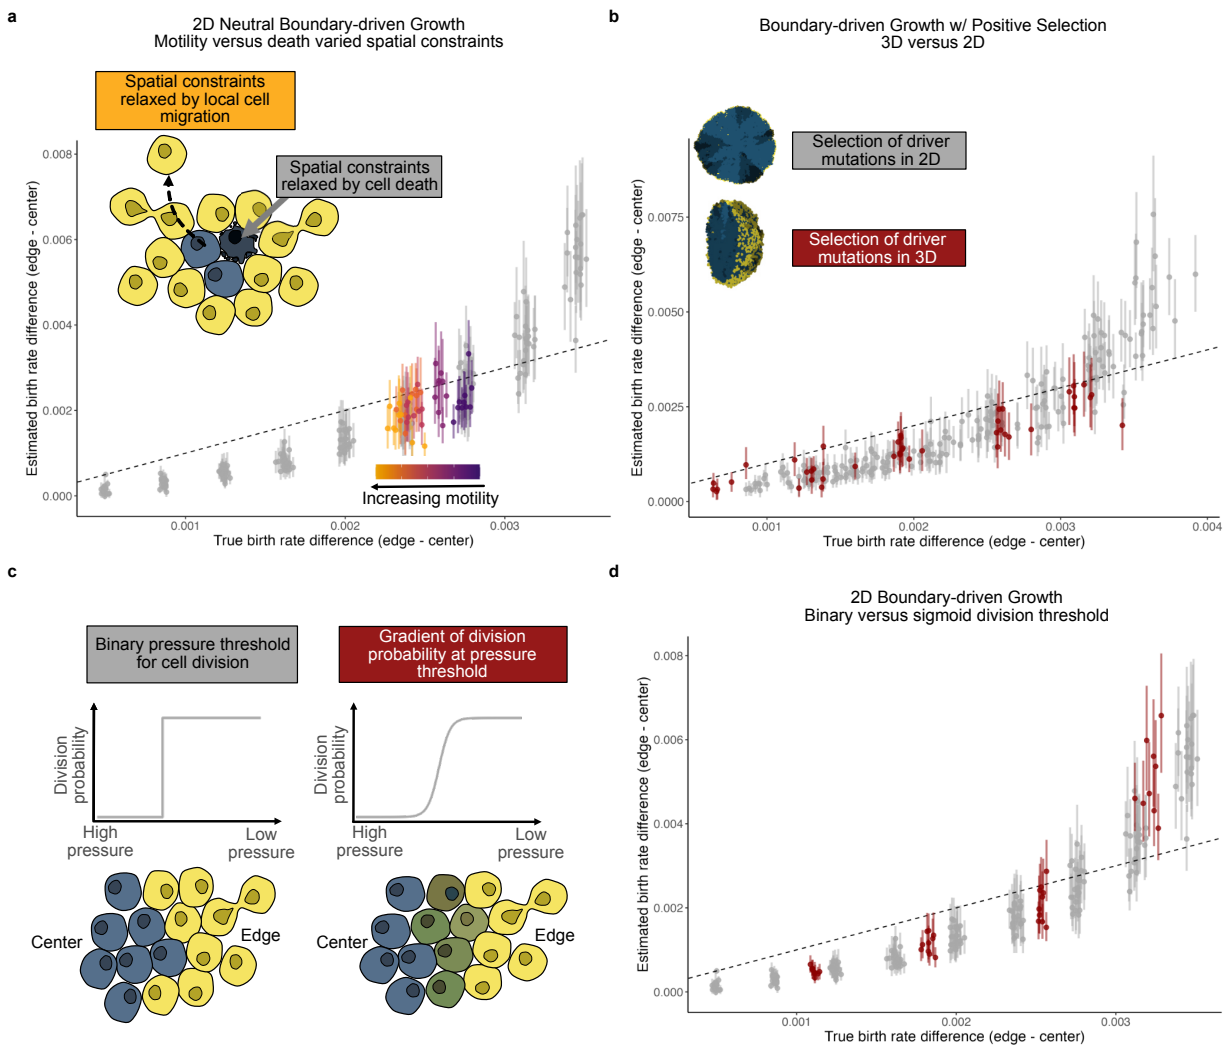 a
2D Neutral Boundary-driven Growth
Motility versus death varied spatial constraints
Spatial constraints
relaxed by local cell
migration
Spatial constraints
relaxed by cell death
Estimated birth rate difference (edge - center)
0.008
0.006
0.004
0.002
0.000
Increasing motility
0.001
0.002
0.003
True birth rate difference (edge - center)
b
Boundary-driven Growth w/ Positive Selection
3D versus 2D
Selection of driver
mutations in 2D
Selection of driver
mutations in 3D
Estimated birth rate difference (edge - center)
0.0075
0.0050
0.0025
0.0000
0.001
0.002
0.003
0.004
True birth rate difference (edge - center)
c
Binary pressure threshold
for cell division
Division
probability
High
pressure
Low
pressure
Center
Edge
Gradient of division
probability at pressure
threshold
Division
probability
High
pressure
Low
pressure
Center
Edge
d
2D Boundary-driven Growth
Binary versus sigmoid division threshold
Estimated birth rate difference (edge - center)
0.008
0.006
0.004
0.002
0.000
0.001
0.002
0.003
True birth rate difference (edge - center)